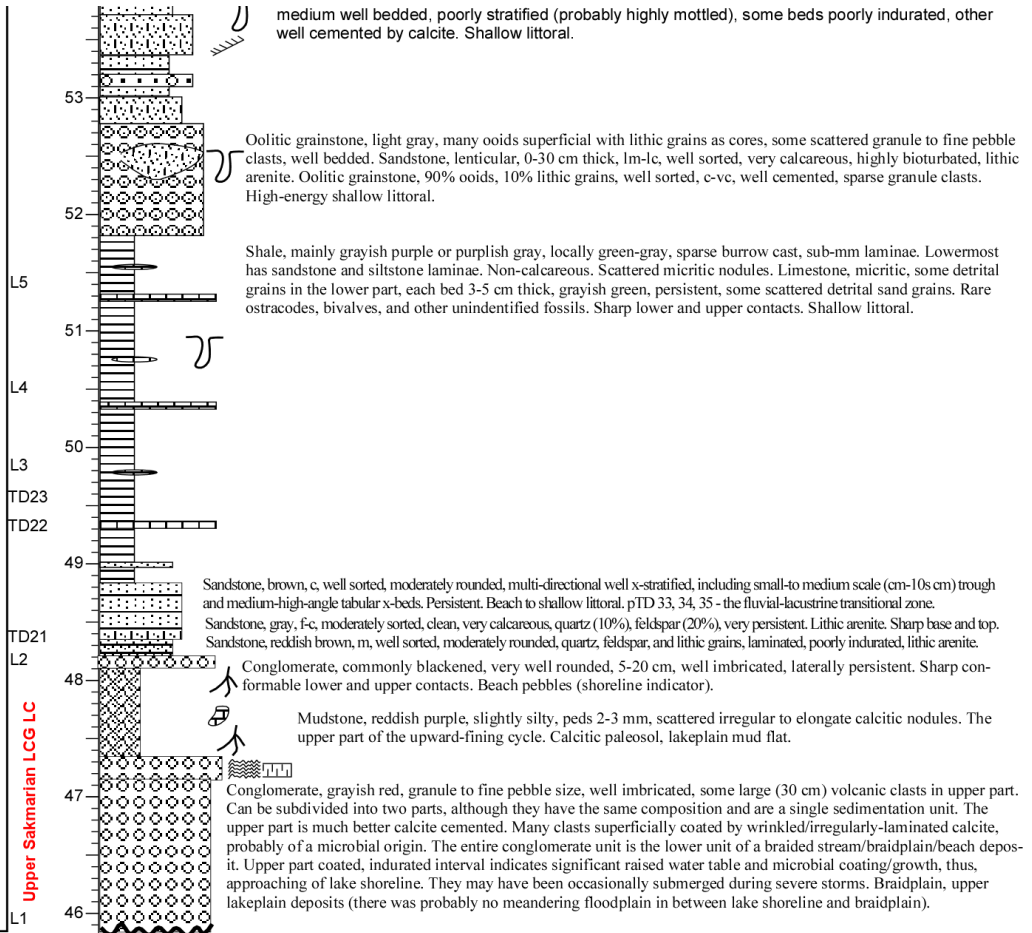 medium well bedded, poorly stratified (probably highly mottled), some beds poorly indurated, other
well cemented by calcite. Shallow littoral.
53
Oolitic grainstone, light gray, many ooids superficial with lithic grains as cores, some scattered granule to fine pebble
clasts, well bedded. Sandstone, lenticular, 0-30 cm thick, lm-lc, well sorted, very calcareous, highly bioturbated, lithic
arenite. Oolitic grainstone, 90% ooids, 10% lithic grains, well sorted, c-vc, well cemented, sparse granule clasts.
High-energy shallow littoral.
52
Shale, mainly grayish purple or purplish gray, locally green-gray, sparse burrow cast, sub-mm laminae. Lowermost
has sandstone and siltstone laminae. Non-calcareous. Scattered micritic nodules. Limestone, micritic, some detrital
grains in the lower part, each bed 3-5 cm thick, grayish green, persistent, some scattered detrital sand grains. Rare
ostracodes, bivalves, and other unindentified fossils. Sharp lower and upper contacts. Shallow littoral.
L5
51
L4
50
L3
TD23
TD22
49
Sandstone, brown, c, well sorted, moderately rounded, multi-directional well x-stratified, including small-to medium scale (cm-10s cm) trough
and medium-high-angle tabular x-beds. Persistent. Beach to shallow littoral. pTD 33, 34, 35 - the fluvial-lacustrine transitional zone.
Sandstone, gray, f-c, moderately sorted, clean, very calcareous, quartz (10%), feldspar (20%), very persistent. Lithic arenite. Sharp base and top.
TD21
Sandstone, reddish brown, m, well sorted, moderately rounded, quartz, feldspar, and lithic grains, laminated, poorly indurated, lithic arenite.
L2
Conglomerate, commonly blackened, very well rounded, 5-20 cm, well imbricated, laterally persistent. Sharp con-
formable lower and upper contacts. Beach pebbles (shoreline indicator).
48
Mudstone, reddish purple, slightly silty, peds 2-3 mm, scattered irregular to elongate calcitic nodules. The
upper part of the upward-fining cycle. Calcitic paleosol, lakeplain mud flat.
Upper Sakmarian LCG LC
47
Conglomerate, grayish red, granule to fine pebble size, well imbricated, some large (30 cm) volcanic clasts in upper part.
Can be subdivided into two parts, although they have the same composition and are a single sedimentation unit. The
upper part is much better calcite cemented. Many clasts superficially coated by wrinkled/irregularly-laminated calcite,
probably of a microbial origin. The entire conglomerate unit is the lower unit of a braided stream/braidplain/beach depos-
it. Upper part coated, indurated interval indicates significant raised water table and microbial coating/growth, thus,
approaching of lake shoreline. They may have been occasionally submerged during severe storms. Braidplain, upper
lakeplain deposits (there was probably no meandering floodplain in between lake shoreline and braidplain).
46
L1